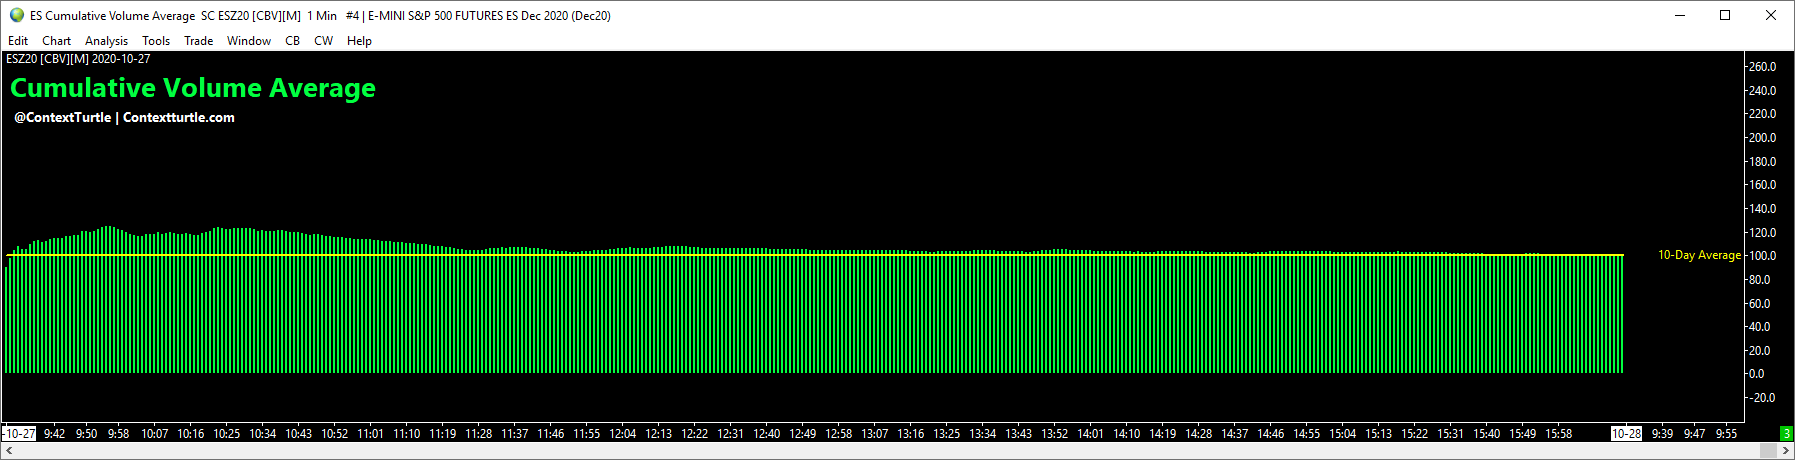 ES Cumulative Volume Average SC ESZ20 [CBV][M] 1 Min #4 | E-MINI S&P 500 FUTURES ES Dec 2020 (Dec20)
Edit Chart Analysis Tools Trade Window CB CW Help
ESZ20 [CBV][M] 2020-10-27
Cumulative Volume Average
@ContextTurtle | Contextturtle.com
260.0
240.0
220.0
200.0
180.0
160.0
140.0
120.0
10-Day Average 100.0
80.0
60.0
40.0
20.0
0.0
-20.0
-10-27 9:42 9:50 9:58 10:07 10:16 10:25 10:34 10:43 10:52 11:01 11:10 11:19 11:28 11:37 11:46 11:55 12:04 12:13 12:22 12:31 12:40 12:49 12:58 13:07 13:16 13:25 13:34 13:43 13:52 14:01 14:10 14:19 14:28 14:37 14:46 14:55 15:04 15:13 15:22 15:31 15:40 15:49 15:58 10-28 9:39 9:47 9:55 3